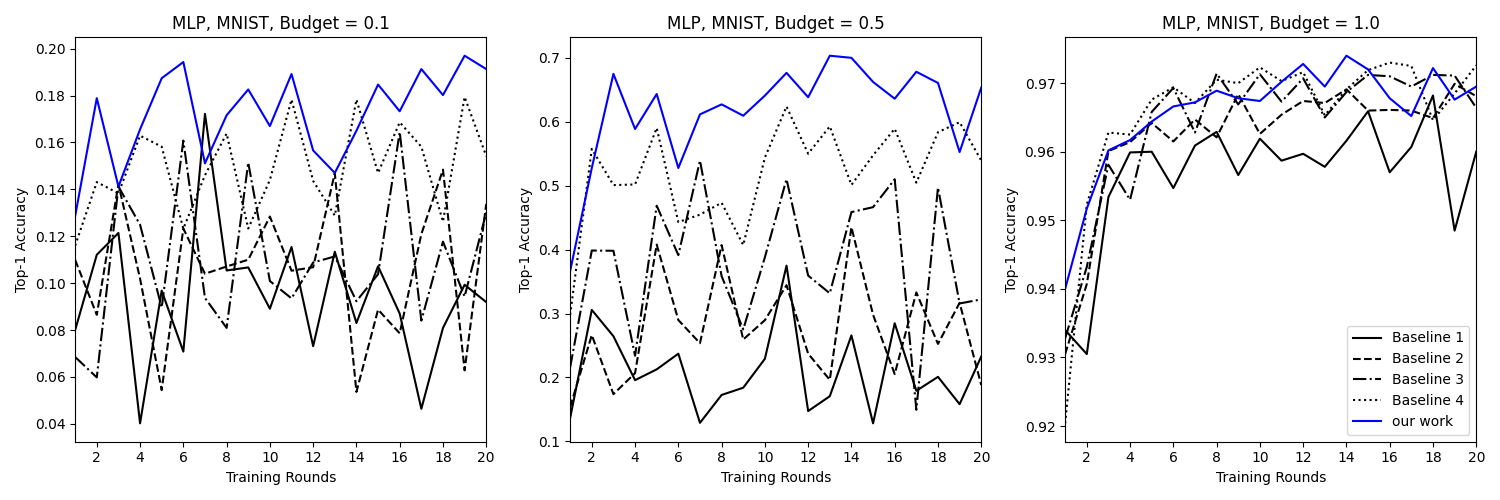 MLP, MNIST, Budget = 0.1
Top-1 Accuracy
0.20
0.18
0.16
0.14
0.12
0.10
0.08
0.06
0.04
2 4 6 8 10 12 14 16 18 20
Training Rounds
MLP, MNIST, Budget = 0.5
Top-1 Accuracy
0.7
0.6
0.5
0.4
0.3
0.2
0.1
2 4 6 8 10 12 14 16 18 20
Training Rounds
MLP, MNIST, Budget = 1.0
Top-1 Accuracy
0.97
0.96
0.95
0.94
0.93
0.92
Baseline 1
Baseline 2
Baseline 3
Baseline 4
our work
2 4 6 8 10 12 14 16 18 20
Training Rounds